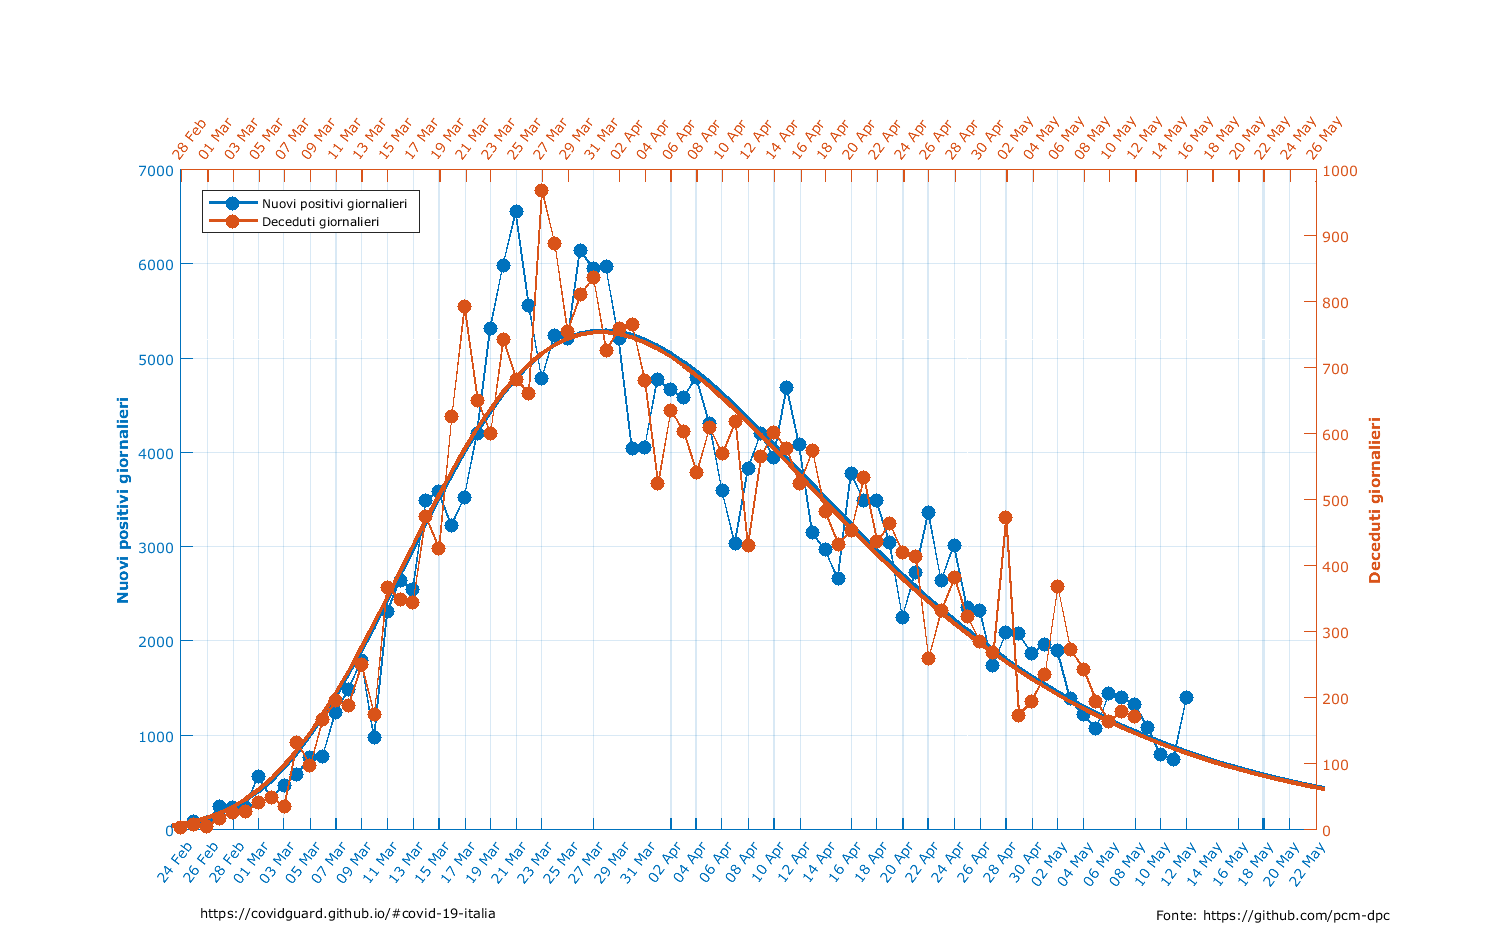 28 Feb
01 Mar
03 Mar
05 Mar
07 Mar
09 Mar
11 Mar
13 Mar
15 Mar
17 Mar
19 Mar
21 Mar
23 Mar
25 Mar
27 Mar
29 Mar
31 Mar
02 Apr
04 Apr
06 Apr
08 Apr
10 Apr
12 Apr
14 Apr
16 Apr
18 Apr
20 Apr
22 Apr
24 Apr
26 Apr
28 Apr
30 Apr
02 May
04 May
06 May
08 May
10 May
12 May
14 May
16 May
18 May
20 May
22 May
24 May
26 May
7000
6000
5000
4000
3000
2000
1000
0
Nuovi positivi giornalieri
Nuovi positivi giornalieri
Deceduti giornalieri
1000
900
800
700
600
500
400
300
200
100
0
Deceduti giornalieri
24 Feb
26 Feb
28 Feb
01 Mar
03 Mar
05 Mar
07 Mar
09 Mar
11 Mar
13 Mar
15 Mar
17 Mar
19 Mar
21 Mar
23 Mar
25 Mar
27 Mar
29 Mar
31 Mar
02 Apr
04 Apr
06 Apr
08 Apr
10 Apr
12 Apr
14 Apr
16 Apr
18 Apr
20 Apr
22 Apr
24 Apr
26 Apr
28 Apr
30 Apr
02 May
04 May
06 May
08 May
10 May
12 May
14 May
16 May
18 May
20 May
22 May
https://covidguard.github.io/#covid-19-italia
Fonte: https://github.com/pcm-dpc